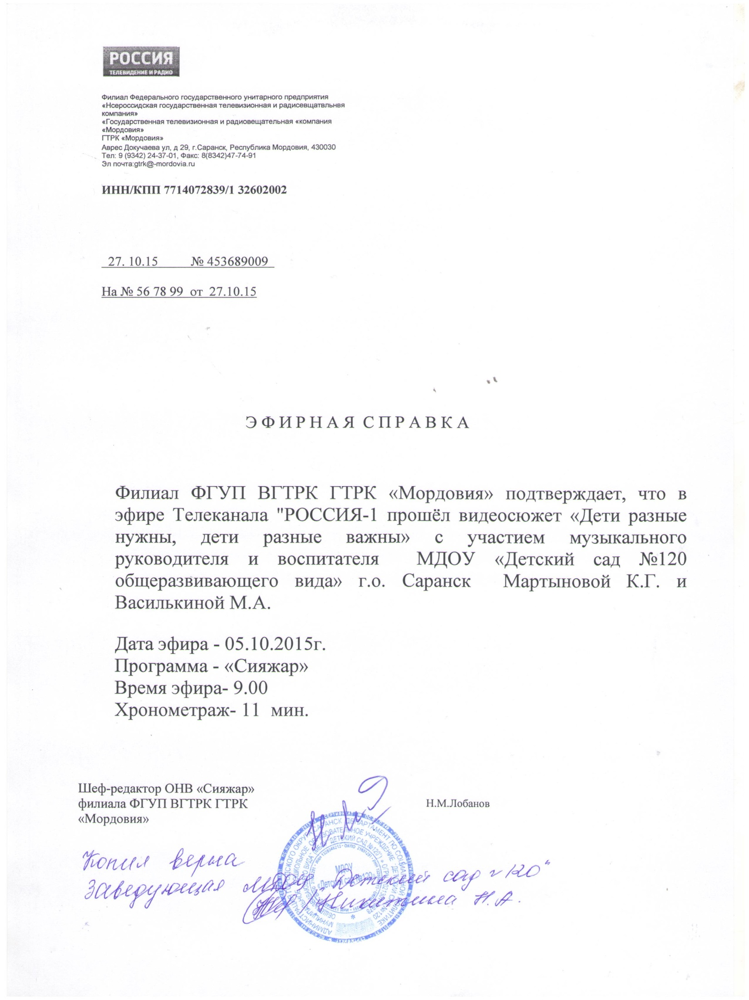 РОССИЯ
ТЕЛЕВИДЕНИЕ И РАДИО
Филиал Федерального государственного унитарного предприятия
«Нсероссидская государственная телевизионная и радисевщатвльнвя
компания»
«Государственная телевизионная и радиовещательная «компания
«Мордовия»
ГТРК «Мордовия»
Аврес Докучаева ул, д 29, г.Саранск, Республика Мордовия, 430030
Тел: 9 (9342) 24-37-01, Факс: 8(8342)47-74-91
Эл почта:gtrk@-mordovia.ru
ИНН/КПП 7714072839/1 32602002
27. 10.15 № 453689009
На № 56 78 99 от 27.10.15
Э Ф И Р Н А Я С П Р А В К А
Филиал ФГУП ВГТРК ГТРК «Мордовия» подтверждает, что в
эфире Телеканала "РОССИЯ-1 прошёл видеосюжет «Дети разные
нужны, дети разные важны» с участием музыкального
руководителя и воспитателя МДОУ «Детский сад №120
общеразвивающего вида» г.о. Саранск Мартыновой К.Г. и
Василькиной М.А.
Дата эфира - 05.10.2015г.
Программа - «Сияжар»
Время эфира- 9.00
Хронометраж- 11 мин.
Шеф-редактор ОНВ «Сияжар»
филиала ФГУП ВГТРК ГТРК
«Мордовия»
Н.М.Лобанов
Копия верна
Заведующая МДОУ „Детский сад №120“
Никитина Н.А.
МДОУ
«Детский сад №120»